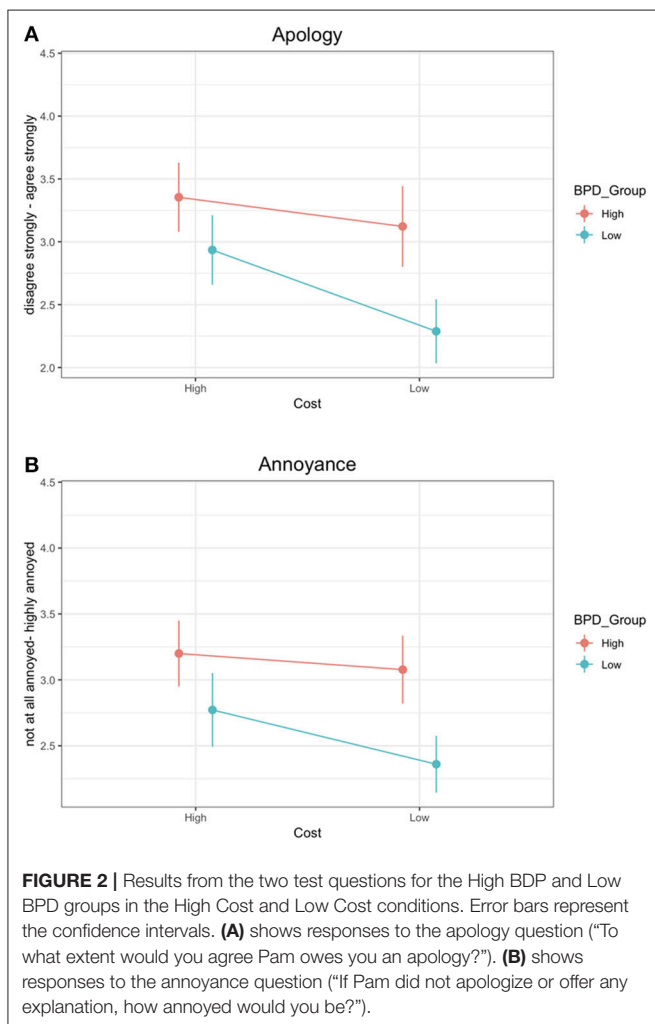 A
Apology
4.5
4.0
3.5
3.0
2.5
2.0
disagree strongly - agree strongly
High
Low
Cost
BPD_Group
High
Low
B
Annoyance
4.5
4.0
3.5
3.0
2.5
not at all annoyed- highly annoyed
High
Low
Cost
BPD_Group
High
Low
FIGURE 2 | Results from the two test questions for the High BDP and Low
BPD groups in the High Cost and Low Cost conditions. Error bars represent
the confidence intervals. (A) shows responses to the apology question (“To
what extent would you agree Pam owes you an apology?”). (B) shows
responses to the annoyance question (“If Pam did not apologize or offer any
explanation, how annoyed would you be?”).